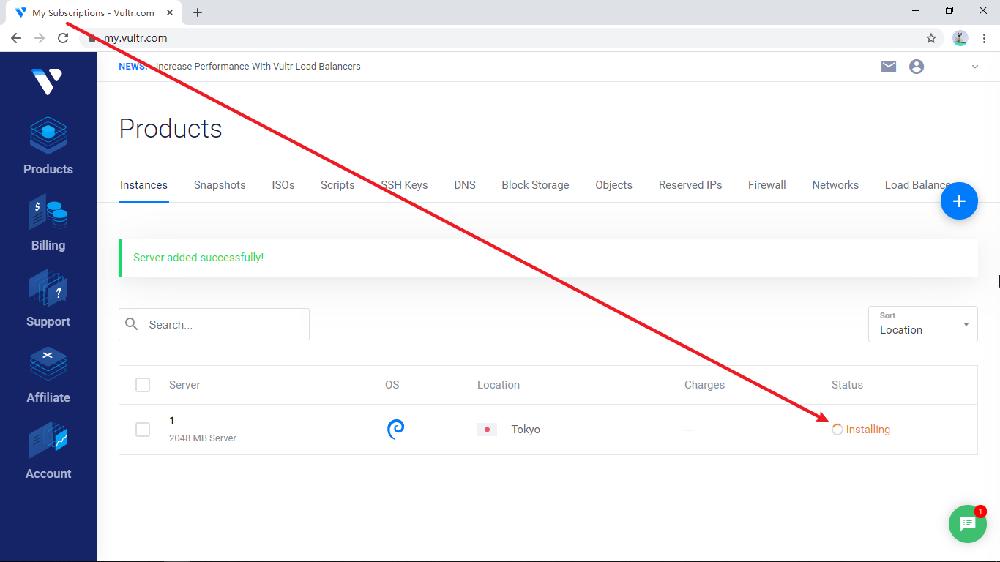 My Subscriptions - Vultr.com
my.vultr.com
NEWS: Increase Performance With Vultr Load Balancers
Products
Billing
Support
Affiliate
Account
Products
Instances Snapshots ISOs Scripts SSH Keys DNS Block Storage Objects Reserved IPs Firewall Networks Load Balancers
Server added successfully!
Search...
Sort
Location
Server OS Location Charges Status
1
2048 MB Server
Tokyo --- Installing
1